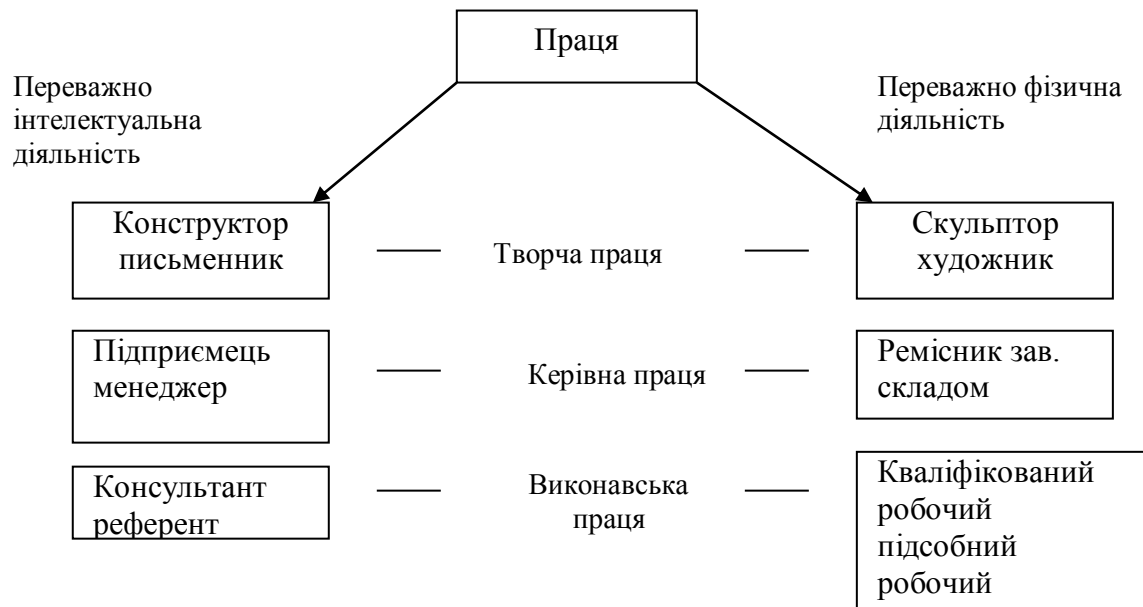 Праця
Переважно
інтелектуальна
діяльність
Переважно фізична
діяльність
Конструктор
письменник
Творча праця
Скульптор
художник
Підприємець
менеджер
Керівна праця
Ремісник зав.
складом
Консультант
референт
Виконавська
праця
Кваліфікований
робочий
підсобний
робочий